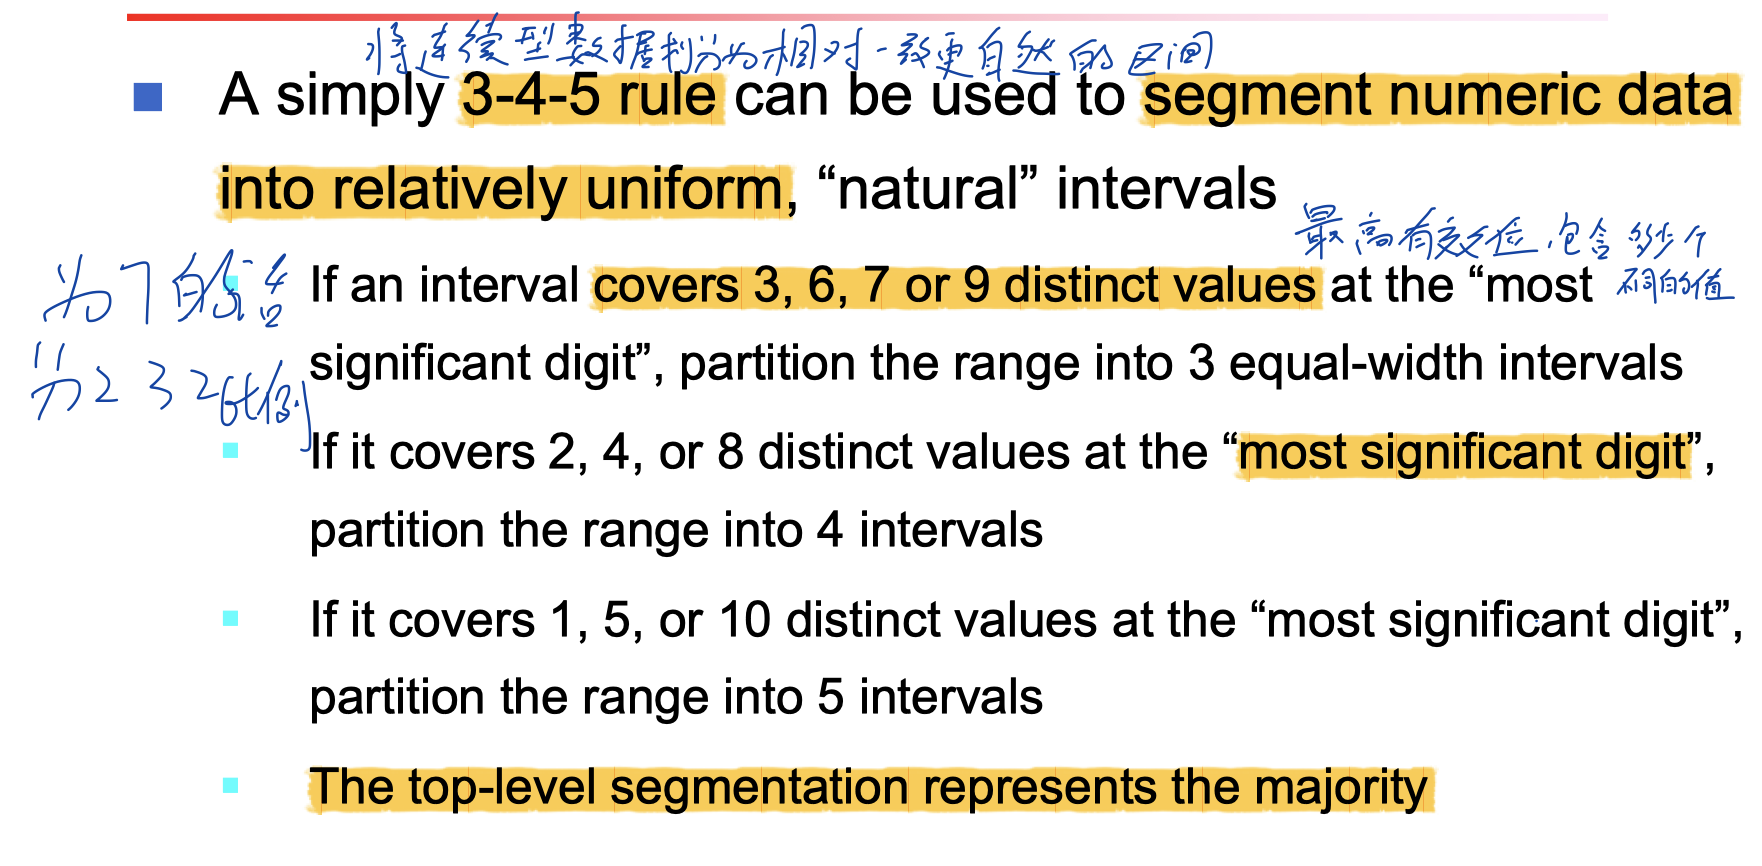 将连续型数据划分为相对一致更自然的区间
A simply 3-4-5 rule can be used to segment numeric data
into relatively uniform, “natural” intervals
最高有效位,包含多少个
不同的值
If an interval covers 3, 6, 7 or 9 distinct values at the “most
significant digit”, partition the range into 3 equal-width intervals
为7的话
分2 3 2比例
If it covers 2, 4, or 8 distinct values at the “most significant digit”,
partition the range into 4 intervals
If it covers 1, 5, or 10 distinct values at the “most significant digit”,
partition the range into 5 intervals
The top-level segmentation represents the majority